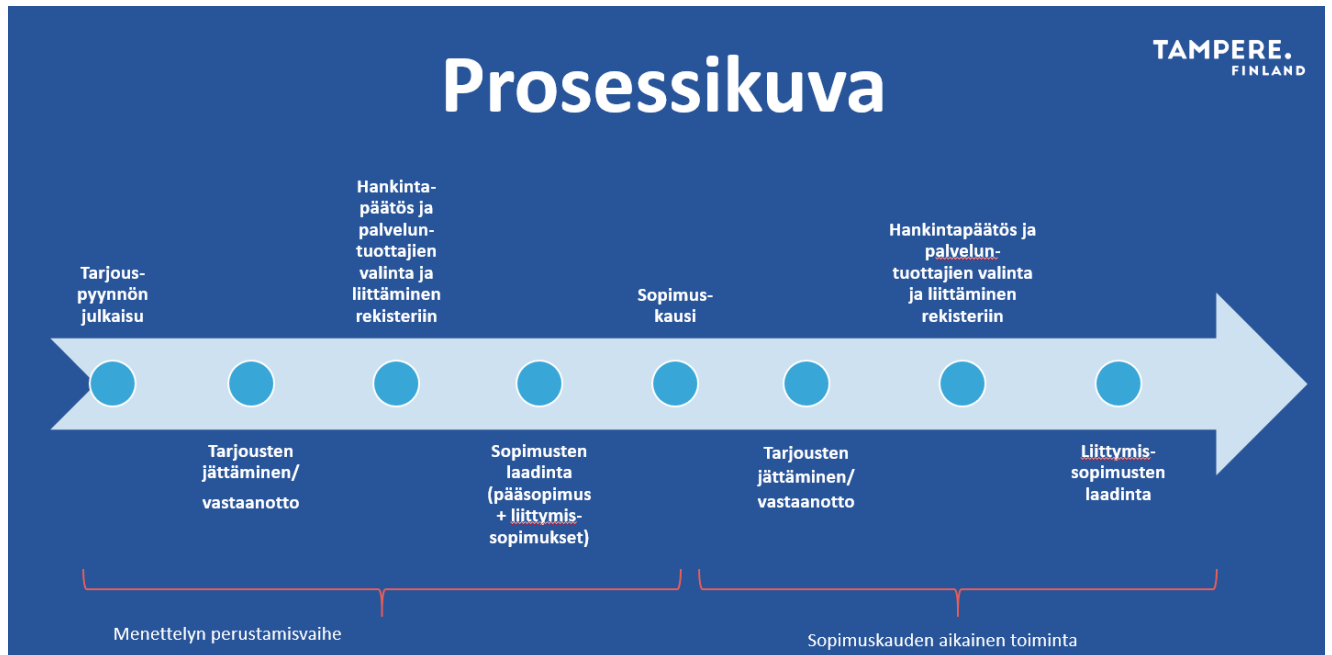 TAMPERE.
FINLAND
Prosessikuva
Tarjous-
pyynnön
julkaisu
Tarjousten
jättäminen/
vastaanotto
Hankinta-
päätös ja
palvelun-
tuottajien
valinta ja
liittäminen
rekisteriin
Sopimusten
laadinta
(pääsopimus
+ liittymis-
sopimukset)
Sopimus-
kausi
Tarjousten
jättäminen/
vastaanotto
Hankintapäätös ja
palvelun-
tuottajien valinta
ja liittäminen
rekisteriin
Liittymis-
sopimusten
laadinta
Menettelyn perustamisvaihe
Sopimuskauden aikainen toiminta